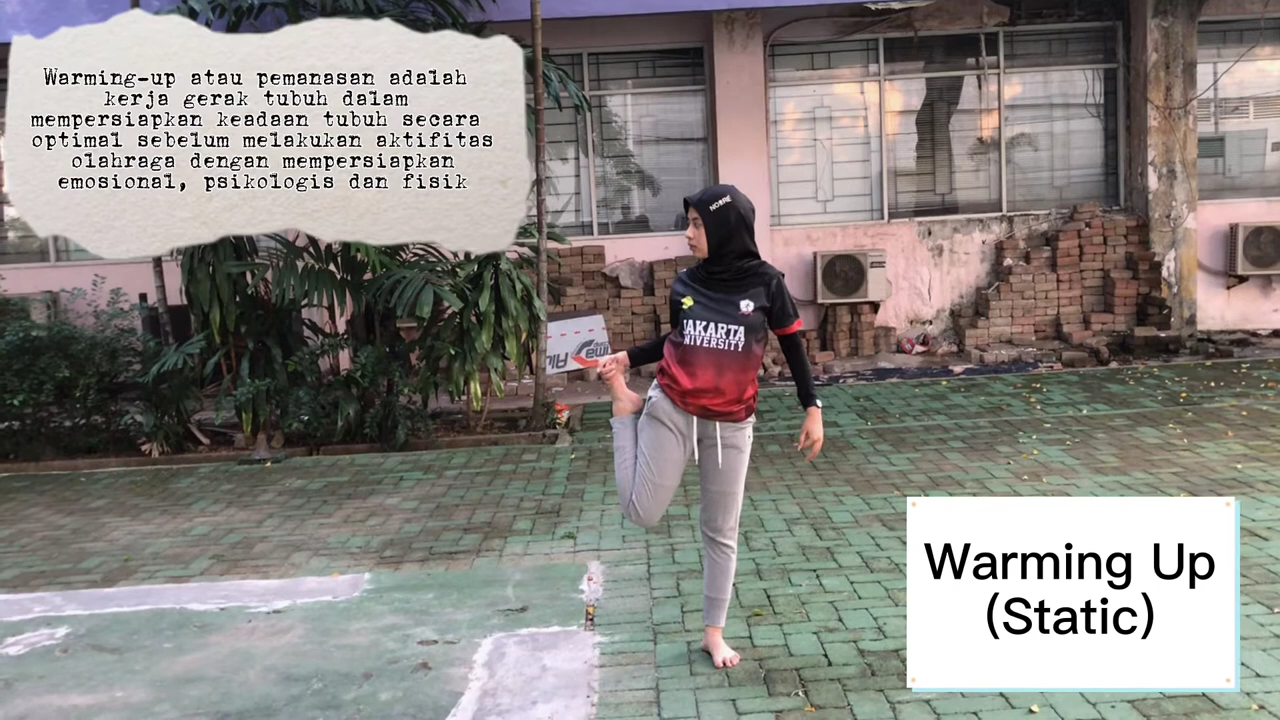 Warming-up atau pemanasan adalah
kerja gerak tubuh dalam
mempersiapkan keadaan tubuh secara
optimal sebelum melakukan aktifitas
olahraga dengan mempersiapkan
emosional, psikologis dan fisik
JAKARTA
UNIVERSITY
Warming Up
(Static)